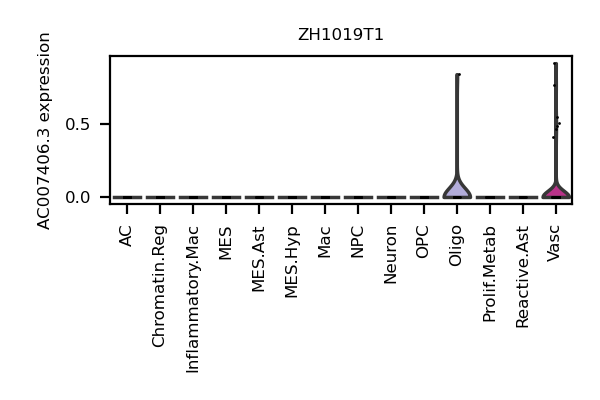 ZH1019T1
AC007406.3 expression
0.5
0.0
AC
Chromatin.Reg
Inflammatory.Mac
MES
MES.Ast
MES.Hyp
Mac
NPC
Neuron
OPC
Oligo
Prolif.Metab
Reactive.Ast
Vasc